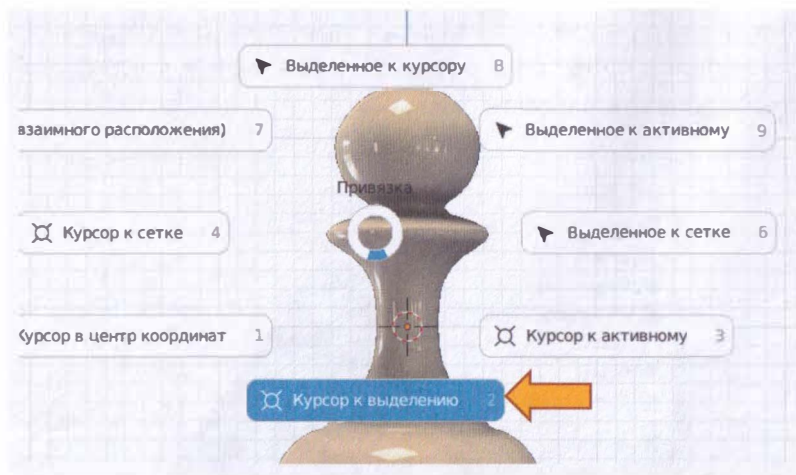 Выделенное к курсору 8
взаимного расположения) 7
Выделенное к активному 9
Привязка
Курсор к сетке 4
Выделенное к сетке 6
Курсор в центр координат 1
Курсор к активному 3
Курсор к выделению 2